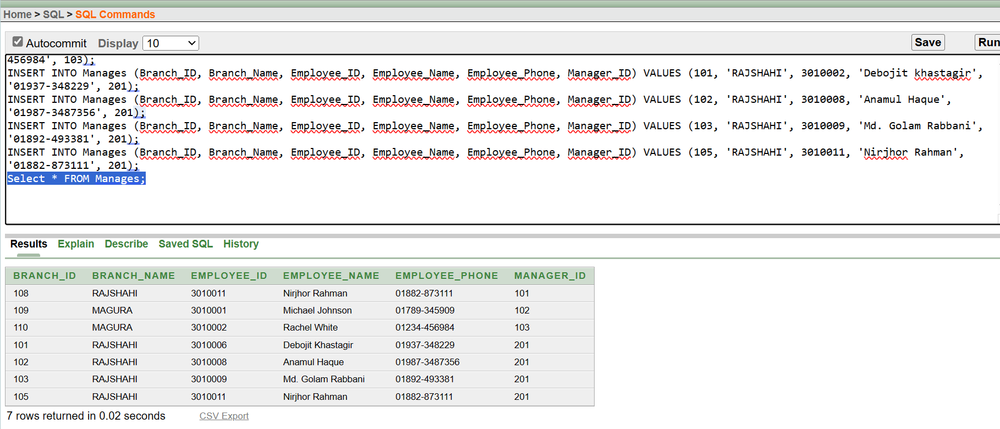 Home > SQL > SQL Commands
Autocommit Display 10 Save Run
456984', 103);
INSERT INTO Manages (Branch_ID, Branch_Name, Employee_ID, Employee_Name, Employee_Phone, Manager_ID) VALUES (101, 'RAJSHAHI', 3010002, 'Debojit khastagir',
'01937-348229', 201);
INSERT INTO Manages (Branch_ID, Branch_Name, Employee_ID, Employee_Name, Employee_Phone, Manager_ID) VALUES (102, 'RAJSHAHI', 3010008, 'Anamul Haque',
'01987-3487356', 201);
INSERT INTO Manages (Branch_ID, Branch_Name, Employee_ID, Employee_Name, Employee_Phone, Manager_ID) VALUES (103, 'RAJSHAHI', 3010009, 'Md. Golam Rabbani',
'01892-493381', 201);
INSERT INTO Manages (Branch_ID, Branch_Name, Employee_ID, Employee_Name, Employee_Phone, Manager_ID) VALUES (105, 'RAJSHAHI', 3010011, 'Nirjhor Rahman',
'01882-873111', 201);
Select * FROM Manages;
Results Explain Describe Saved SQL History
BRANCH_ID BRANCH_NAME EMPLOYEE_ID EMPLOYEE_NAME EMPLOYEE_PHONE MANAGER_ID
108 RAJSHAHI 3010011 Nirjhor Rahman 01882-873111 101
109 MAGURA 3010001 Michael Johnson 01789-345909 102
110 MAGURA 3010002 Rachel White 01234-456984 103
101 RAJSHAHI 3010006 Debojit Khastagir 01937-348229 201
102 RAJSHAHI 3010008 Anamul Haque 01987-3487356 201
103 RAJSHAHI 3010009 Md. Golam Rabbani 01892-493381 201
105 RAJSHAHI 3010011 Nirjhor Rahman 01882-873111 201
7 rows returned in 0.02 seconds CSV Export